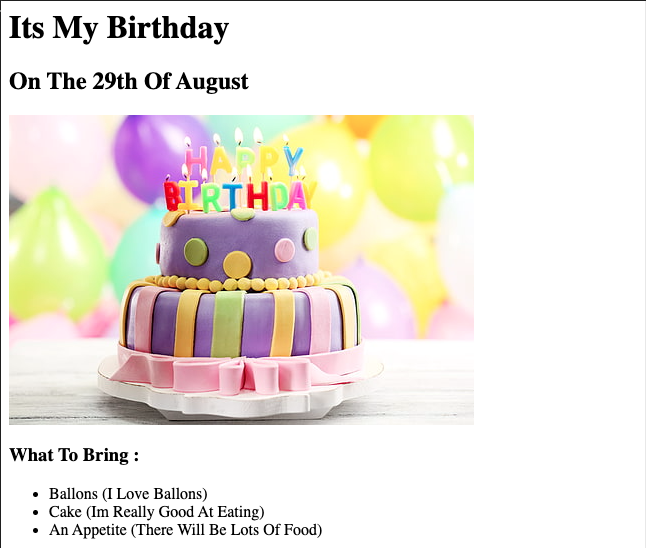 Its My Birthday
On The 29th Of August
HAPPY
BIRTHDAY
What To Bring :
Ballons (I Love Ballons)
Cake (Im Really Good At Eating)
An Appetite (There Will Be Lots Of Food)